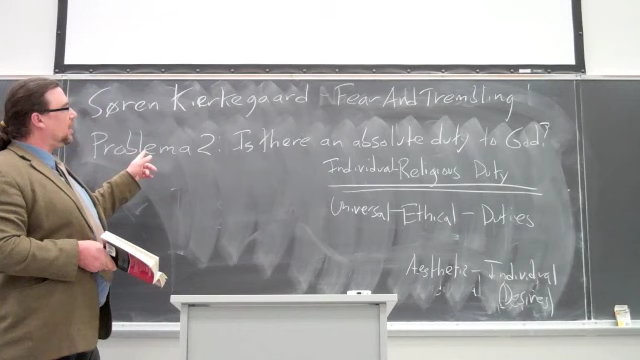 Søren Kierkegaard Fear And Trembling
Problema 2: Is there an absolute duty to God?
Individual-Religious Duty
Universal-Ethical-Duties
Aesthetic-Individual
(Desires)